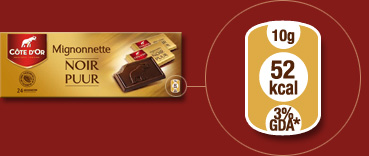 CÔTE D'OR
Mignonnette
NOIR
PUUR
24
10g
52
kcal
3%
GDA*